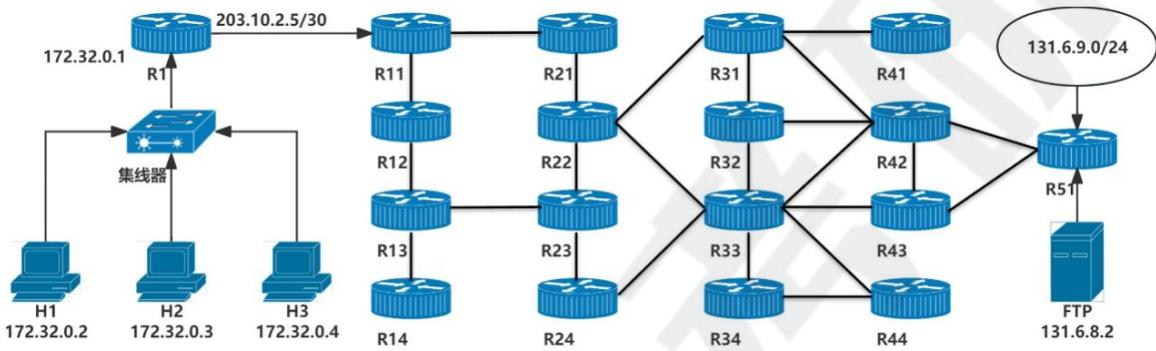 203.10.2.5/30
172.32.0.1
R1
R11
R21
R31
R41
131.6.9.0/24
集线器
R12
R22
R32
R42
R51
R13
R23
R33
R43
H1
172.32.0.2
H2
172.32.0.3
H3
172.32.0.4
R14
R24
R34
R44
FTP
131.6.8.2